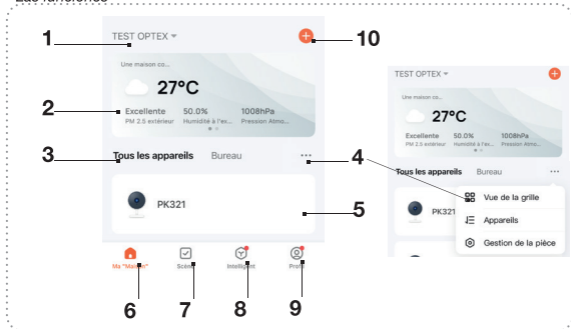 Las funciones
1
TEST OPTEX
10
Une maison co...
27°C
2
Excellente 50.0% 1008hPa
PM 2.5 extérieur Humidité à l'ex... Pression Atmo...
3
Tous les appareils Bureau ...
4
PK321
5
Ma "Maison" Scène Intelligent Profil
6 7 8 9
TEST OPTEX
Une maison co...
27°C
Excellente 50.0% 1008hPa
PM 2.5 extérieur Humidité à l'ex... Pression Atmo...
Tous les appareils Bureau ...
PK321
Vue de la grille
Appareils
Gestion de la pièce